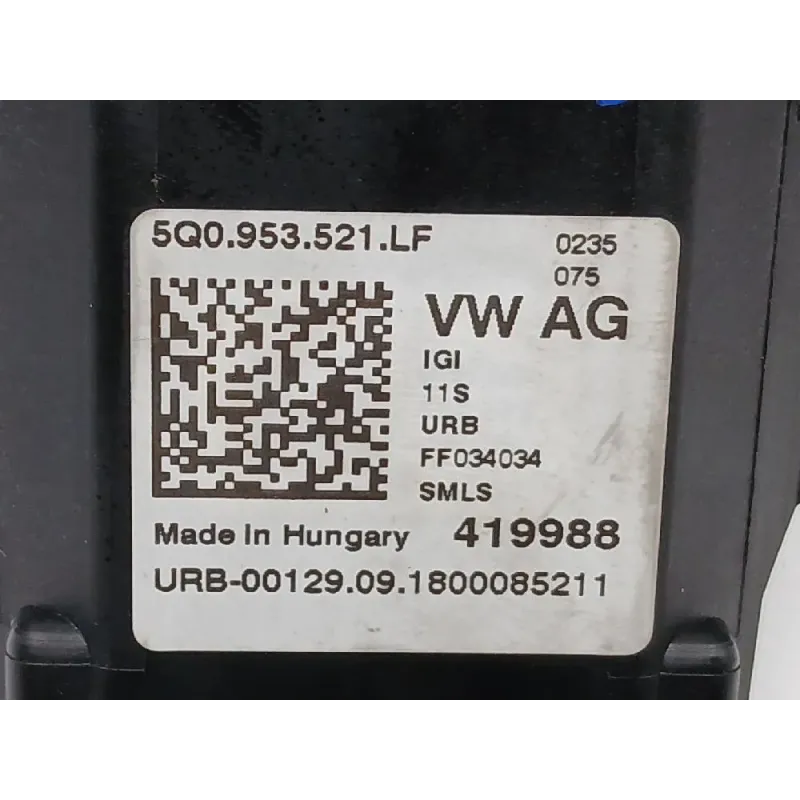 5Q0.953.521.LF
0235
075
VW AG
IGI
11S
URB
FF034034
SMLS
Made In Hungary 419988
URB-00129.09.1800085211